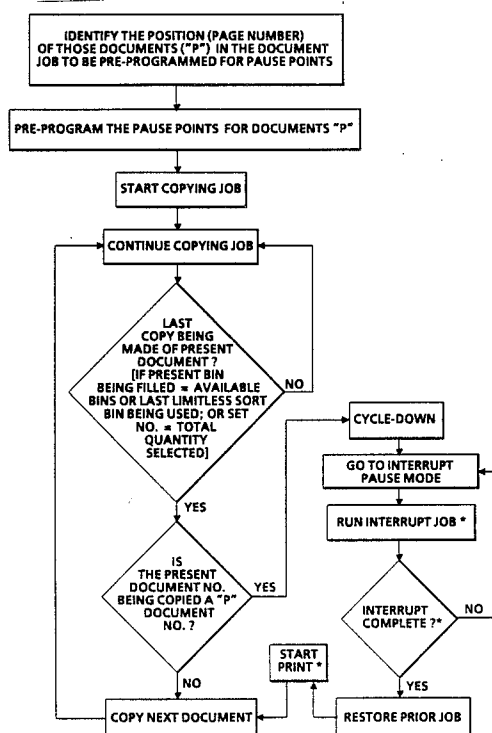 IDENTIFY THE POSITION (PAGE NUMBER)
OF THOSE DOCUMENTS ("P") IN THE DOCUMENT
JOB TO BE PRE-PROGRAMMED FOR PAUSE POINTS
PRE-PROGRAM THE PAUSE POINTS FOR DOCUMENTS "P"
START COPYING JOB
CONTINUE COPYING JOB
LAST
COPY BEING
MADE OF PRESENT
DOCUMENT ?
[IF PRESENT BIN
BEING FILLED = AVAILABLE
BINS OR LAST LIMITLESS SORT
BIN BEING USED; OR SET
NO. = TOTAL
QUANTITY
SELECTED]
NO
YES
IS
THE PRESENT
DOCUMENT NO.
BEING COPIED A "P"
DOCUMENT
NO. ?
YES
NO
COPY NEXT DOCUMENT
CYCLE-DOWN
GO TO INTERRUPT
PAUSE MODE
RUN INTERRUPT JOB *
INTERRUPT
COMPLETE ?*
NO
YES
RESTORE PRIOR JOB
START
PRINT *